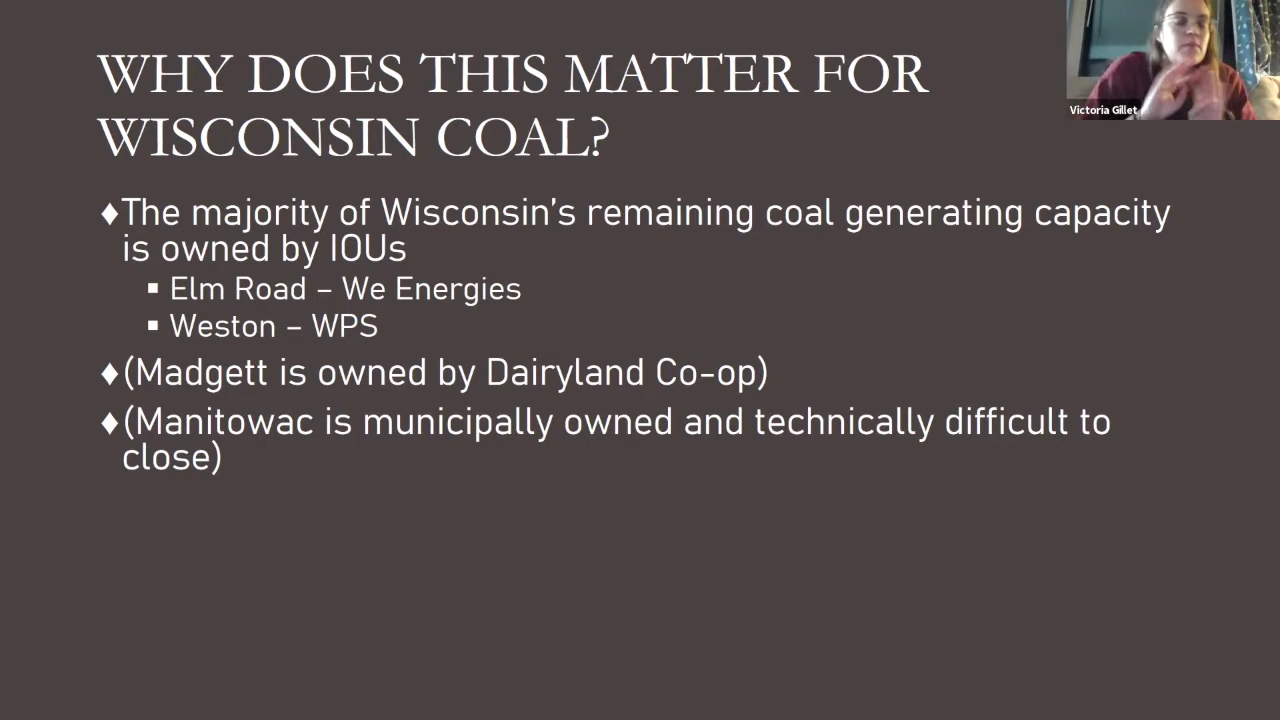 WHY DOES THIS MATTER FOR
WISCONSIN COAL?
Victoria Gillet
♦The majority of Wisconsin’s remaining coal generating capacity
is owned by IOUs
▪ Elm Road – We Energies
▪ Weston – WPS
♦(Madgett is owned by Dairyland Co-op)
♦(Manitowac is municipally owned and technically difficult to
close)